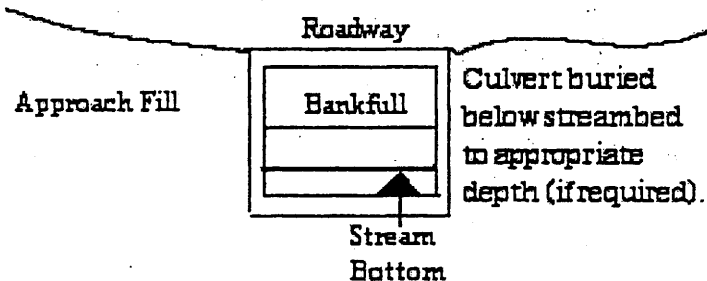 Roadway
Approach Fill
Bankfull
Culvert buried
below streambed
to appropriate
depth (if required).
Stream
Bottom